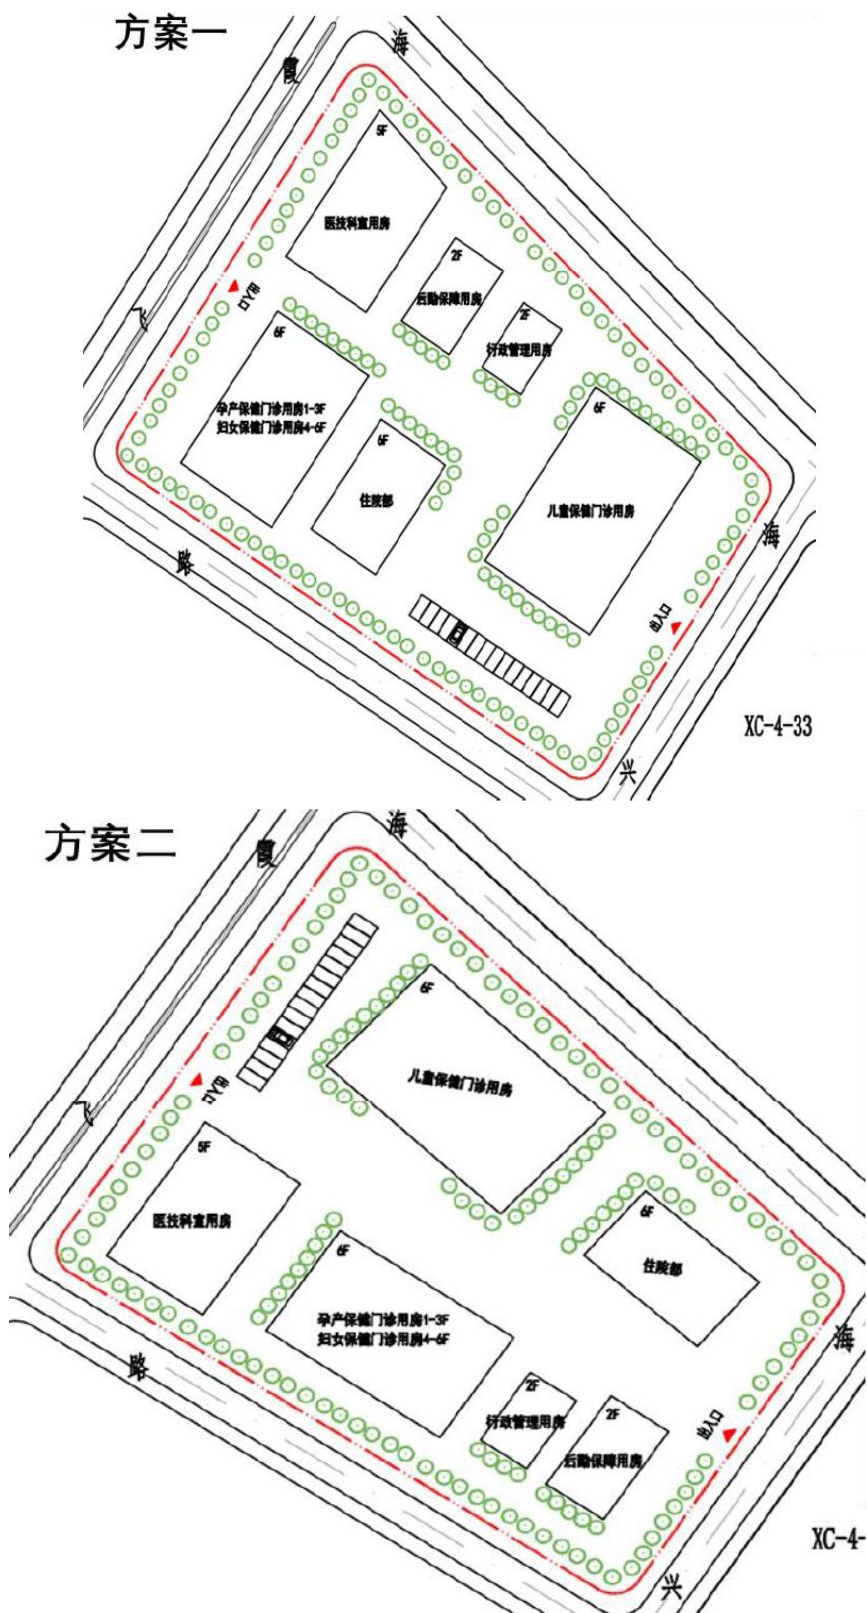 方案一
海
霞
5F
医技科室用房
2F
后勤保障用房
出入口
2F
行政管理用房
飞
6F
孕产保健门诊用房1-3F
妇女保健门诊用房4-6F
6F
住院部
6F
儿童保健门诊用房
海
路
出入口
XC-4-33
兴
方案二
海
霞
6F
儿童保健门诊用房
出入口
飞
5F
医技科室用房
6F
住院部
6F
孕产保健门诊用房1-3F
妇女保健门诊用房4-6F
海
路
2F
行政管理用房
2F
后勤保障用房
出入口
XC-4-
兴